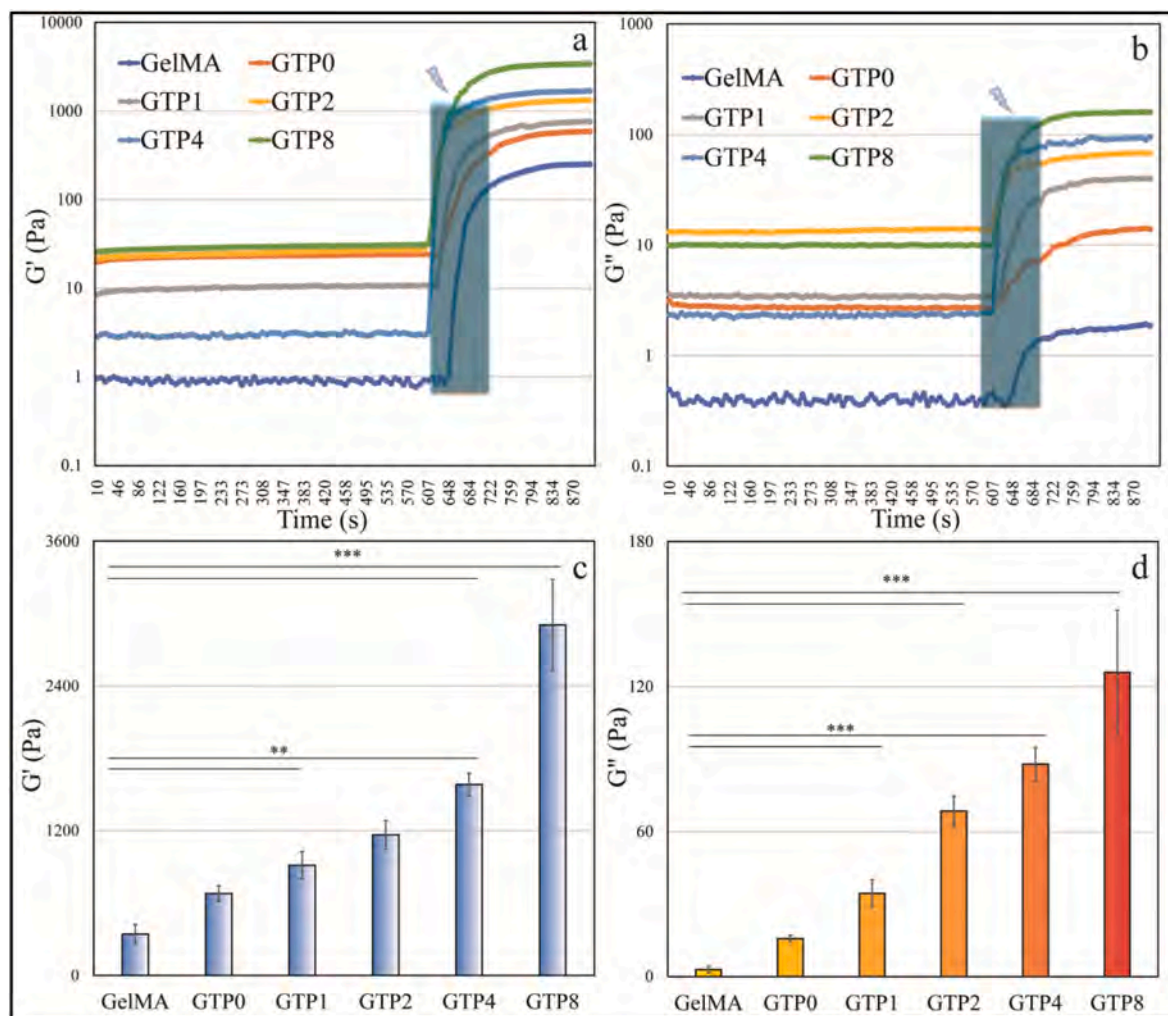 a
10000
1000
100
10
1
0.1
G' (Pa)
GelMA GTP0
GTP1 GTP2
GTP4 GTP8
10 46 86 122 160 197 233 273 308 347 383 420 458 495 535 570 607 648 684 722 759 794 834 870
Time (s)
b
1000
100
10
1
0.1
G" (Pa)
GelMA GTP0
GTP1 GTP2
GTP4 GTP8
10 46 86 122 160 197 233 273 308 347 383 420 458 495 535 570 607 648 684 722 759 794 834 870
Time (s)
c
3600
2400
1200
0
G' (Pa)
***
**
GelMA GTP0 GTP1 GTP2 GTP4 GTP8
d
180
120
60
0
G" (Pa)
***
***
GelMA GTP0 GTP1 GTP2 GTP4 GTP8